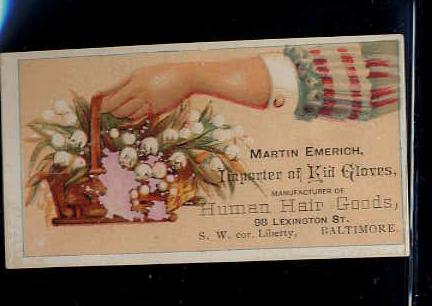 MARTIN EMERICH,
Importer of Kid Gloves,
MANUFACTURER OF
Human Hair Goods,
98 LEXINGTON ST.
S. W. cor. Liberty, BALTIMORE.